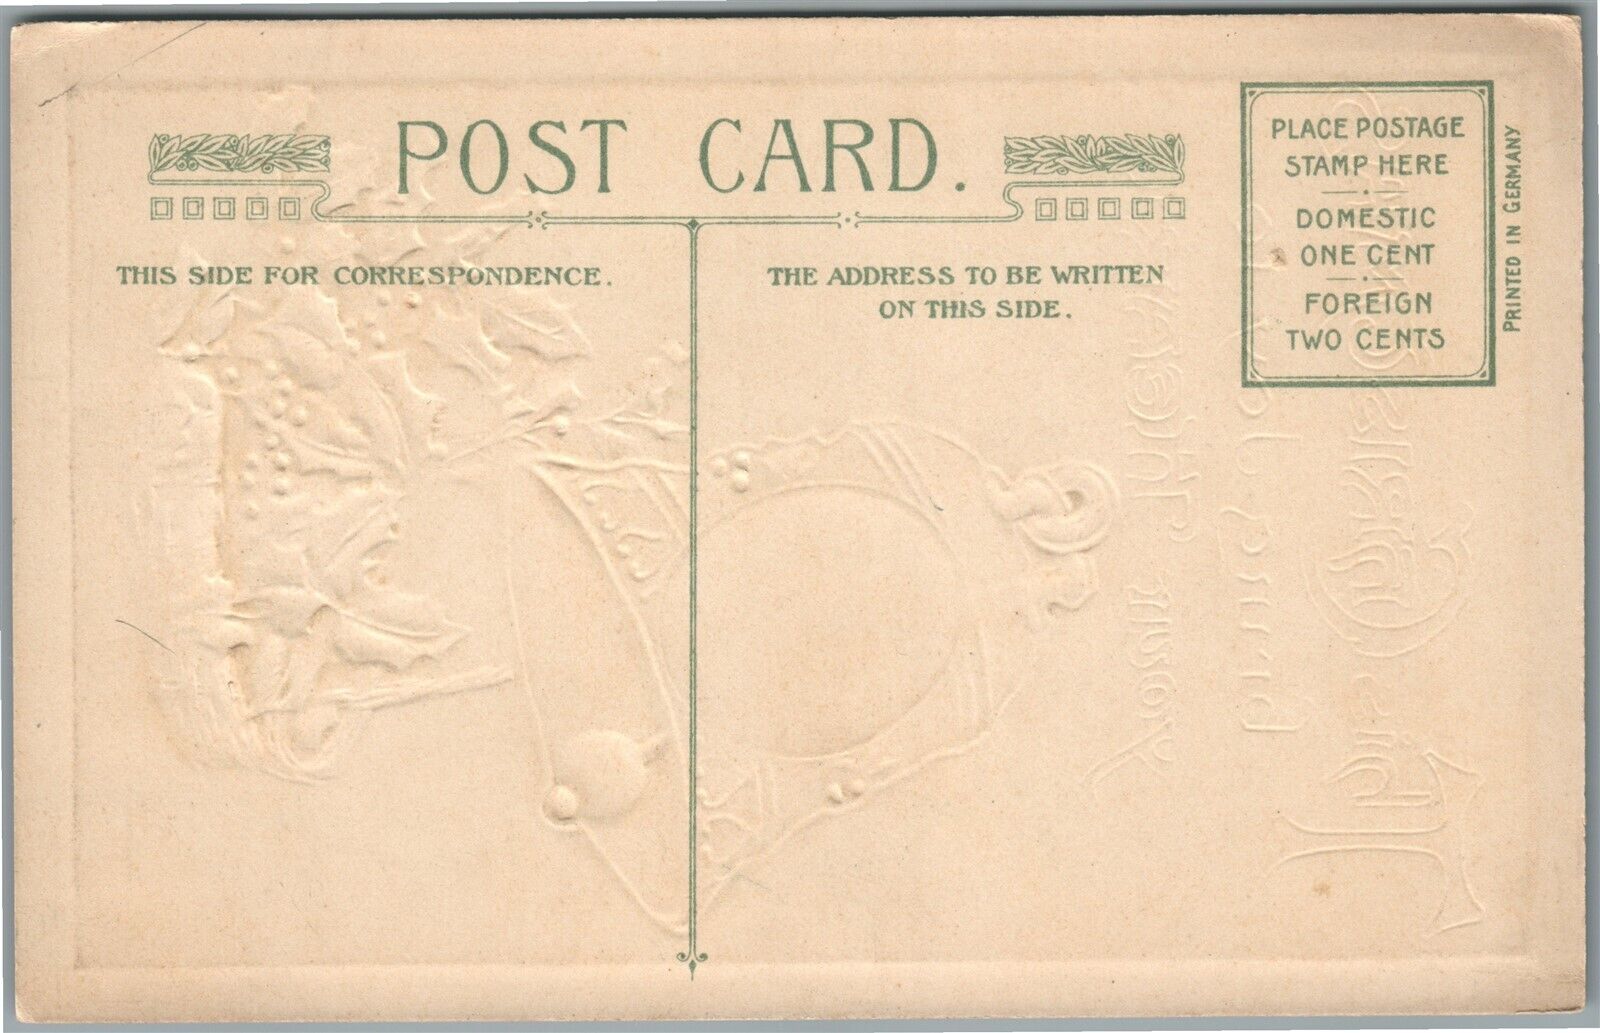 POST CARD.
THIS SIDE FOR CORRESPONDENCE.
THE ADDRESS TO BE WRITTEN
ON THIS SIDE.
PLACE POSTAGE
STAMP HERE
DOMESTIC
ONE CENT
FOREIGN
TWO CENTS
PRINTED IN GERMANY